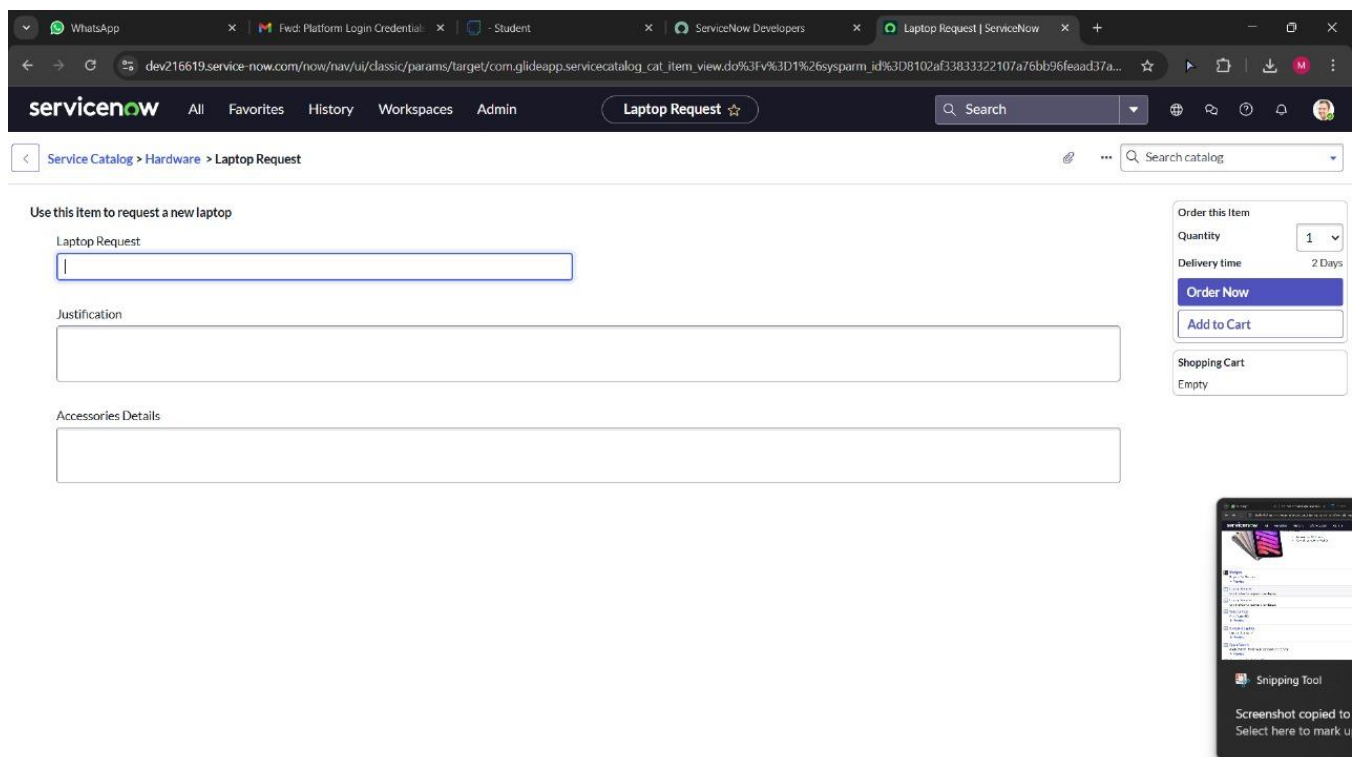 WhatsApp
Fwd: Platform Login Credential
- Student
ServiceNow Developers
Laptop Request | ServiceNow
dev216619.service-now.com/now/nav/ui/classic/params/target/com.glideapp.servicecatalog_cat_item_view.do%3Fv%3D1%26sysparm_id%3D8102af33833322107a76bb96feaad37a...
M
servicenow All Favorites History Workspaces Admin Laptop Request Search
Service Catalog > Hardware > Laptop Request
Search catalog
Use this item to request a new laptop
Laptop Request
Justification
Accessories Details
Order this Item
Quantity 1
Delivery time 2 Days
Order Now
Add to Cart
Shopping Cart
Empty
Snipping Tool
Screenshot copied to
Select here to mark u